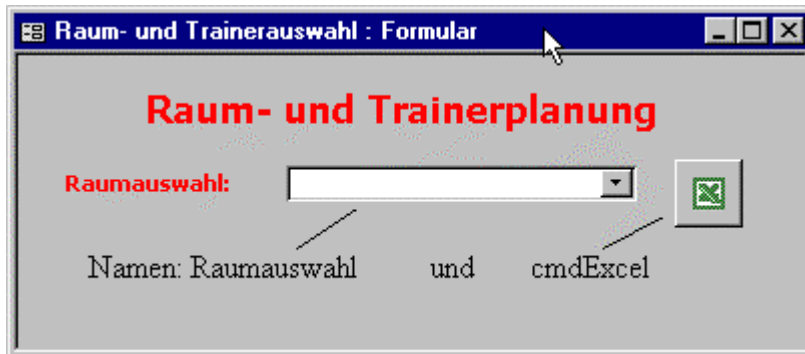 Raum- und Trainerauswahl : Formular
Raum- und Trainerplanung
Raumauswahl:
Namen: Raumauswahl und cmdExcel